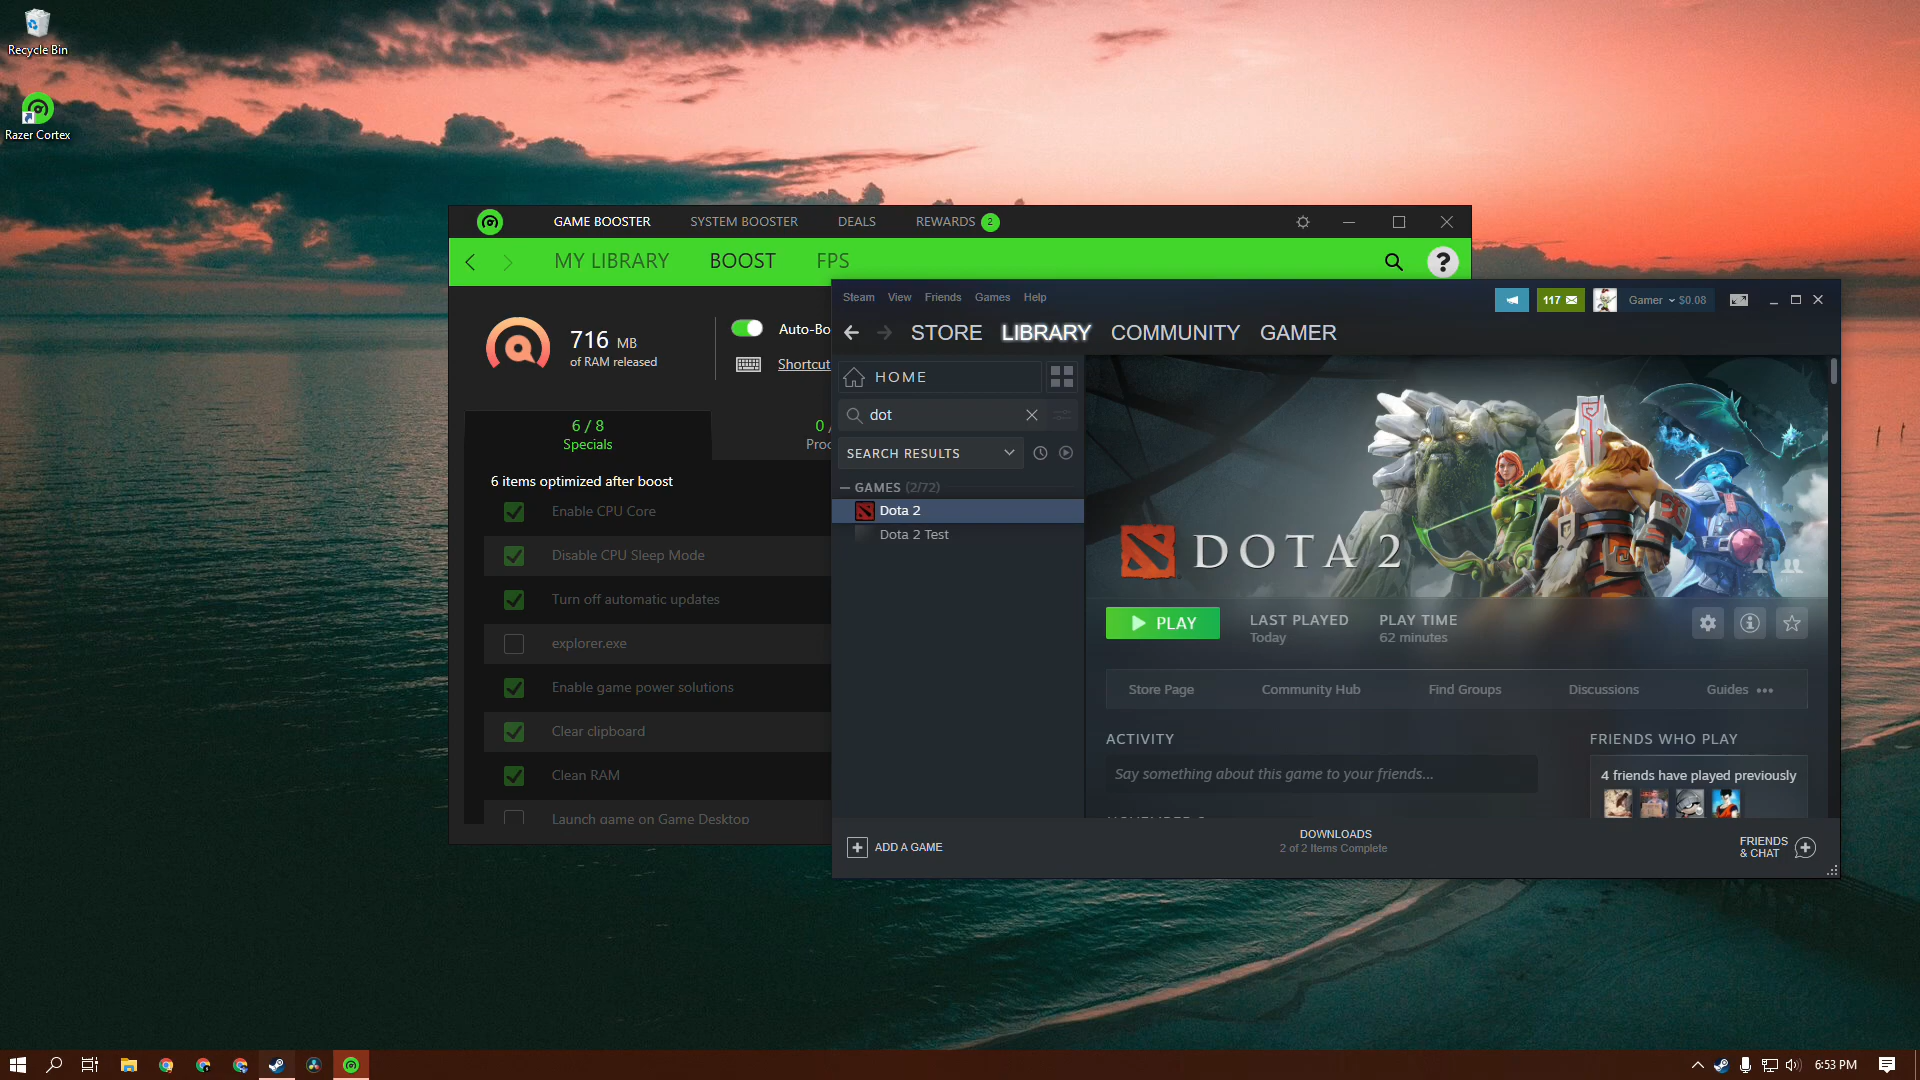 Recycle Bin
Razer Cortex
GAME BOOSTER SYSTEM BOOSTER DEALS REWARDS 2
MY LIBRARY BOOST FPS
?
716 MB
of RAM released
Auto-Bo
Shortcut
6 / 8
Specials
0 /
Proc
6 items optimized after boost
Enable CPU Core
Disable CPU Sleep Mode
Turn off automatic updates
explorer.exe
Enable game power solutions
Clear clipboard
Clean RAM
Launch game on Game Desktop
Steam View Friends Games Help
117
Gamer $0.08
STORE LIBRARY COMMUNITY GAMER
HOME
dot
SEARCH RESULTS
GAMES (2/72)
Dota 2
Dota 2 Test
DOTA 2
PLAY
LAST PLAYED
Today
PLAY TIME
62 minutes
Store Page Community Hub Find Groups Discussions Guides
ACTIVITY
Say something about this game to your friends...
FRIENDS WHO PLAY
4 friends have played previously
ADD A GAME
DOWNLOADS
2 of 2 Items Complete
FRIENDS
& CHAT
6:53 PM